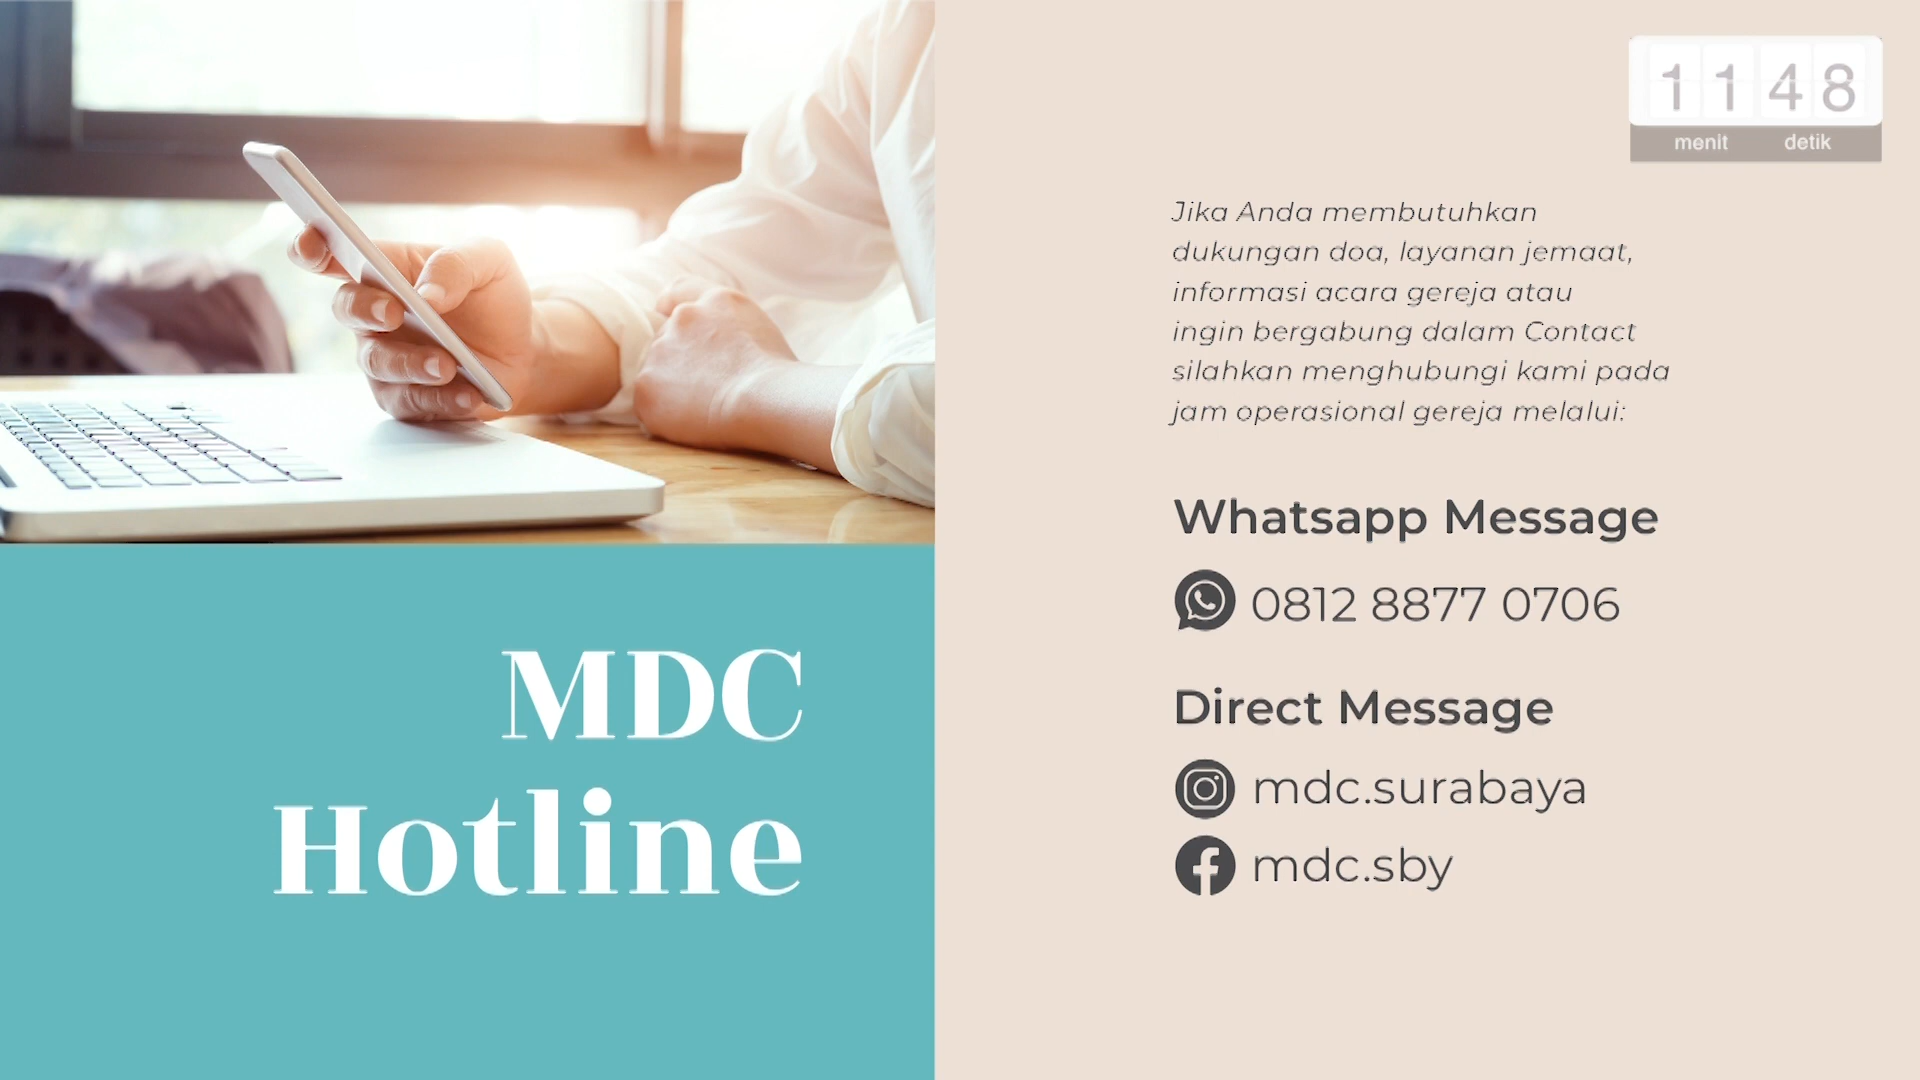 11 48
menit detik
Jika Anda membutuhkan
dukungan doa, layanan jemaat,
informasi acara gereja atau
ingin bergabung dalam Contact
silahkan menghubungi kami pada
jam operasional gereja melalui:
Whatsapp Message
0812 8877 0706
Direct Message
mdc.surabaya
mdc.sby
MDC
Hotline